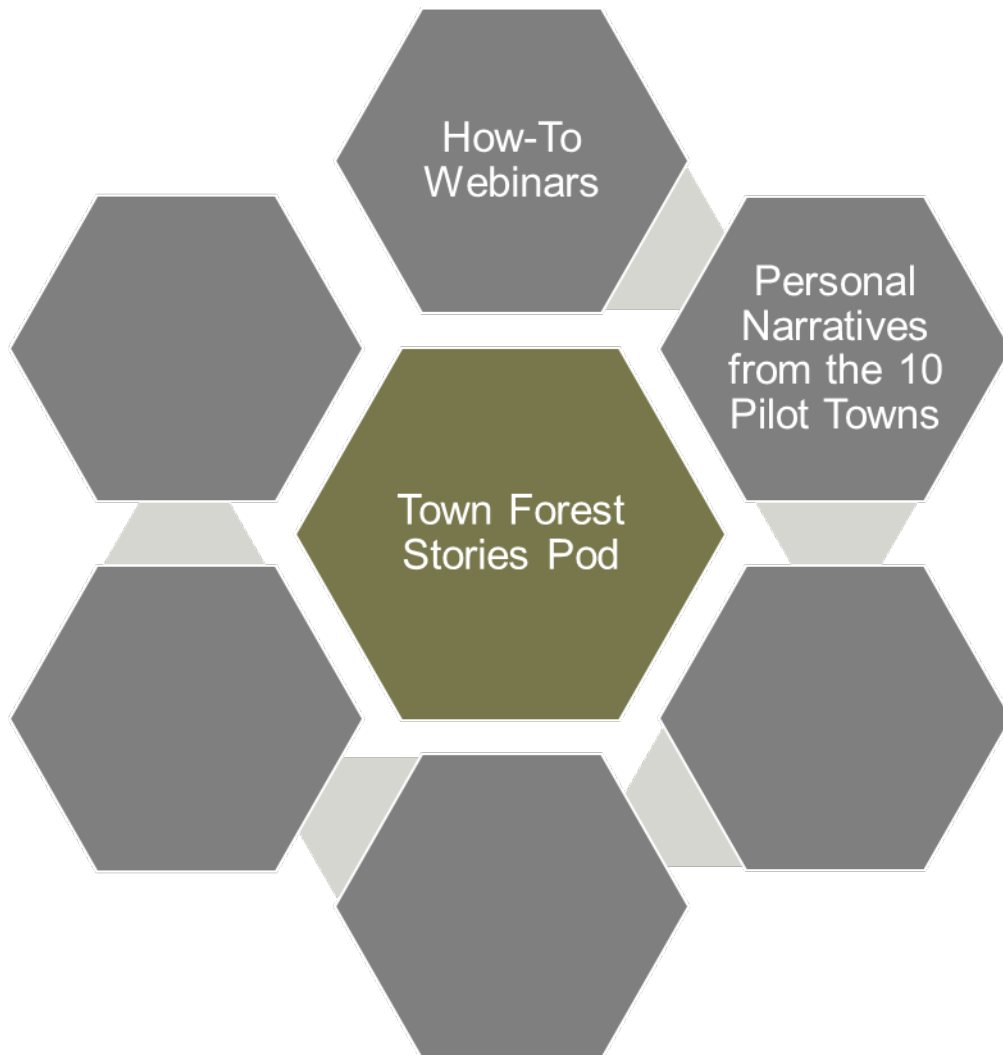 How-To
Webinars
Personal
Narratives
from the 10
Pilot Towns
Town Forest
Stories Pod